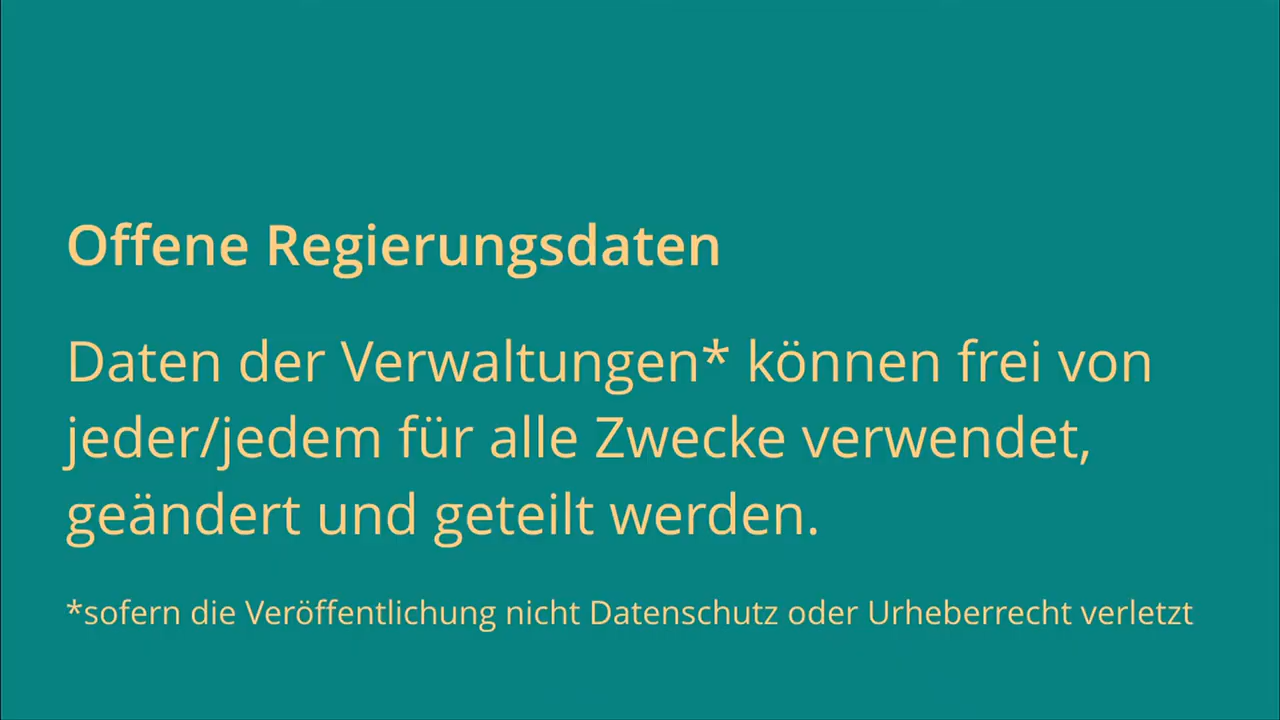 Offene Regierungsdaten
Daten der Verwaltungen* können frei von
jeder/jedem für alle Zwecke verwendet,
geändert und geteilt werden.
*sofern die Veröffentlichung nicht Datenschutz oder Urheberrecht verletzt